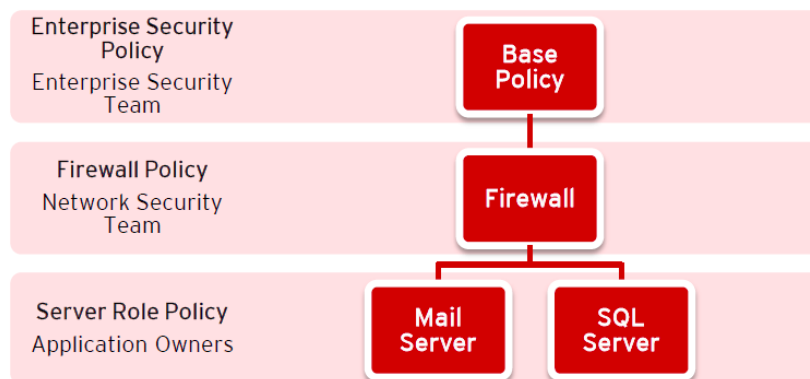 Enterprise Security
Policy
Enterprise Security
Team
Base
Policy
Firewall Policy
Network Security
Team
Firewall
Server Role Policy
Application Owners
Mail
Server
SQL
Server